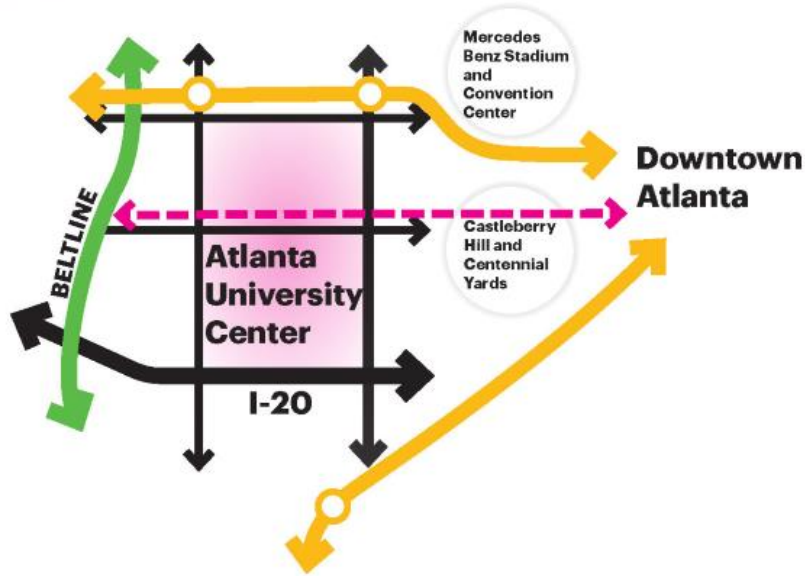 Mercedes
Benz Stadium
and
Convention
Center
Downtown
Atlanta
BELTLINE
Castleberry
Hill and
Centennial
Yards
Atlanta
University
Center
I-20